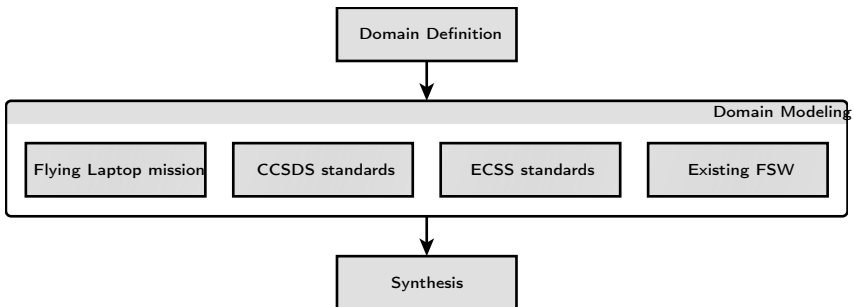 Domain Definition
Domain Modeling
Flying Laptop mission
CCSDS standards
ECSS standards
Existing FSW
Synthesis